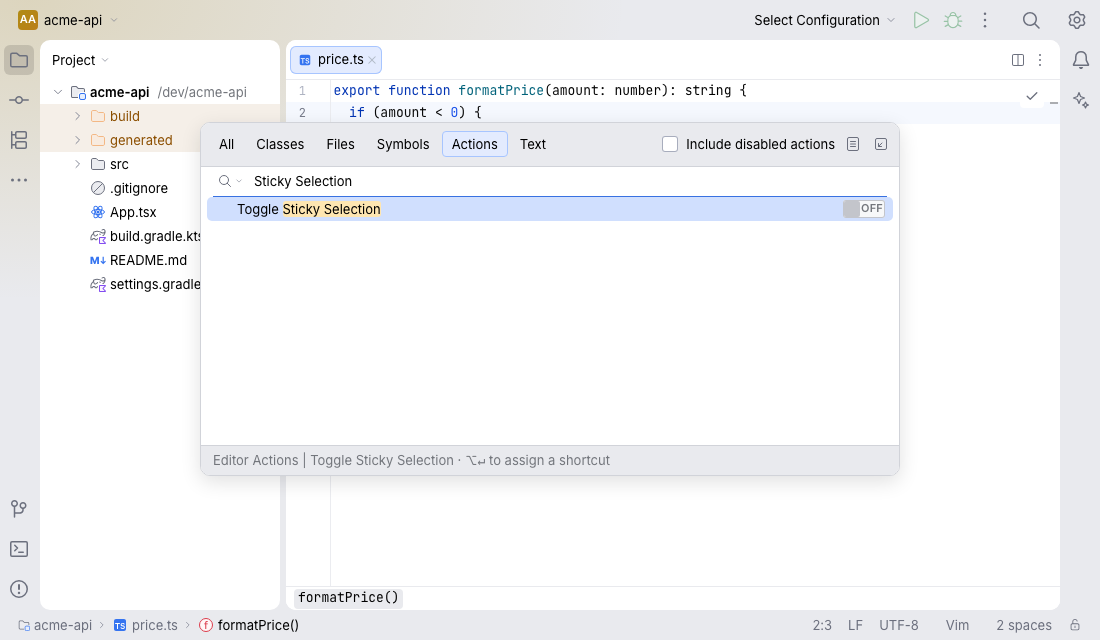 AA acme-api
Select Configuration
Project
TS price.ts
acme-api /dev/acme-api
build
generated
src
.gitignore
App.tsx
build.gradle.kts
README.md
settings.gradle
1 export function formatPrice(amount: number): string {
2 if (amount < 0) {
All Classes Files Symbols Actions Text
Include disabled actions
Sticky Selection
Toggle Sticky Selection
OFF
Editor Actions | Toggle Sticky Selection · ⌥↵ to assign a shortcut
formatPrice()
acme-api TS price.ts f formatPrice()
2:3 LF UTF-8 Vim 2 spaces